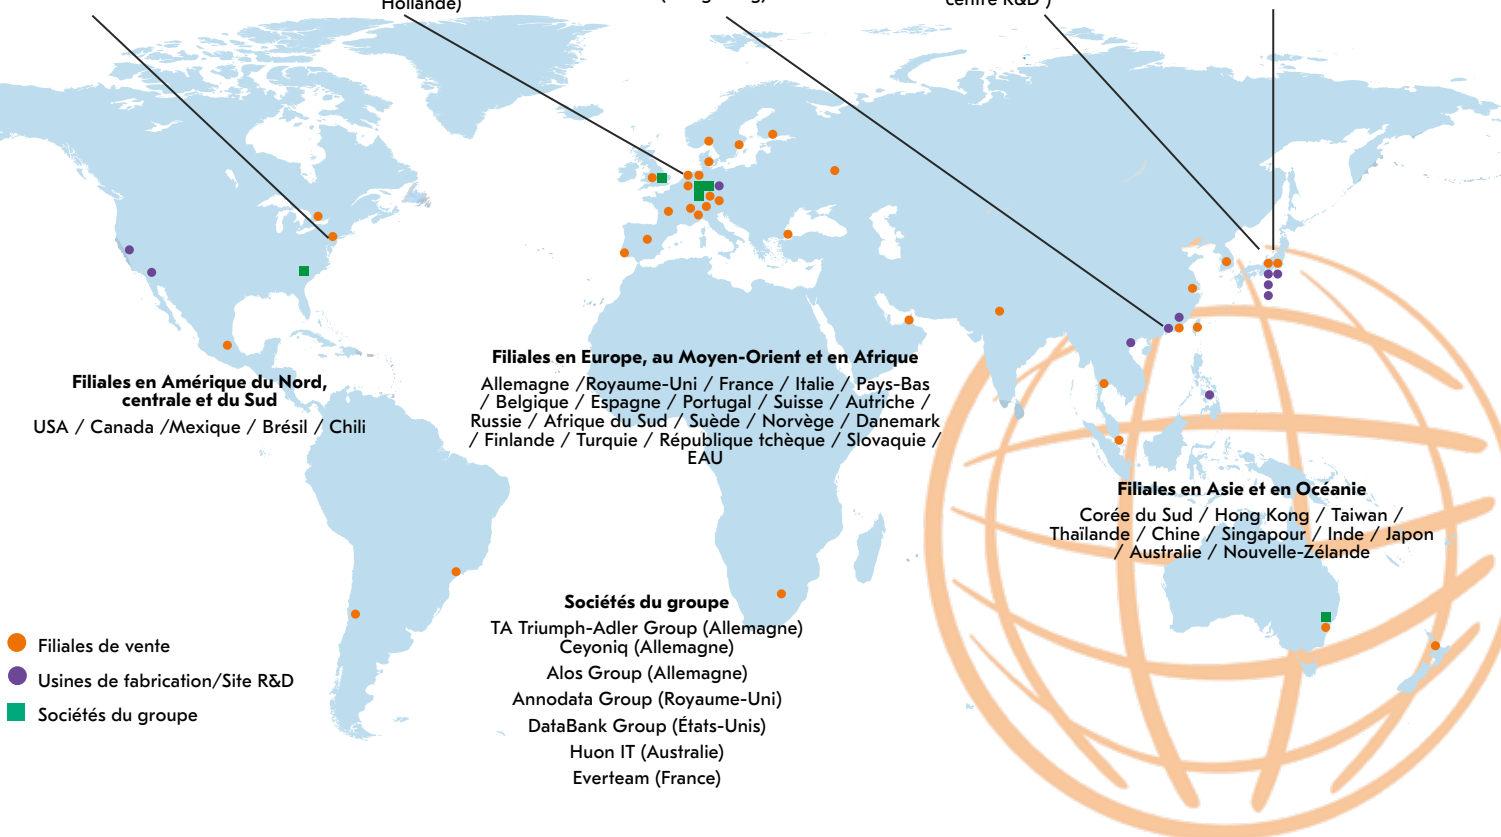 Hollande)
centre R&D )
Filiales en Europe, au Moyen-Orient et en Afrique
Allemagne /Royaume-Uni / France / Italie / Pays-Bas
/ Belgique / Espagne / Portugal / Suisse / Autriche /
Russie / Afrique du Sud / Suède / Norvège / Danemark
/ Finlande / Turquie / République tchèque / Slovaquie /
EAU
Filiales en Amérique du Nord,
centrale et du Sud
USA / Canada /Mexique / Brésil / Chili
Filiales en Asie et en Océanie
Corée du Sud / Hong Kong / Taiwan /
Thaïlande / Chine / Singapour / Inde / Japon
/ Australie / Nouvelle-Zélande
Sociétés du groupe
TA Triumph-Adler Group (Allemagne)
Ceyoniq (Allemagne)
Alos Group (Allemagne)
Annodata Group (Royaume-Uni)
DataBank Group (États-Unis)
Huon IT (Australie)
Everteam (France)
Filiales de vente
Usines de fabrication/Site R&D
Sociétés du groupe